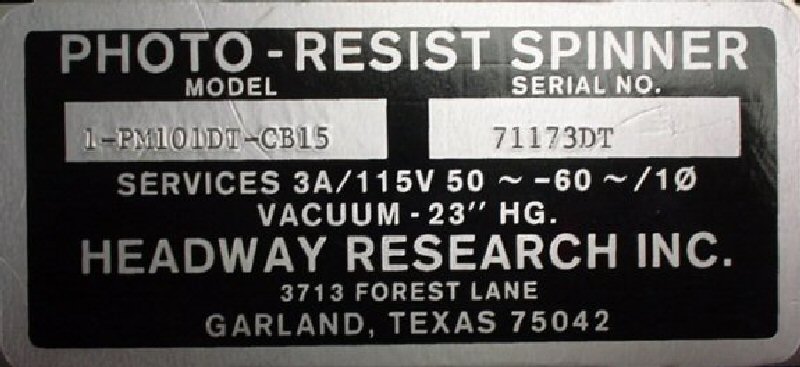 PHOTO - RESIST SPINNER
MODEL SERIAL NO.
1-PM101DT-CB15 71173DT
SERVICES 3A/115V 50 ~ -60 ~ /1Ø
VACUUM - 23" HG.
HEADWAY RESEARCH INC.
3713 FOREST LANE
GARLAND, TEXAS 75042